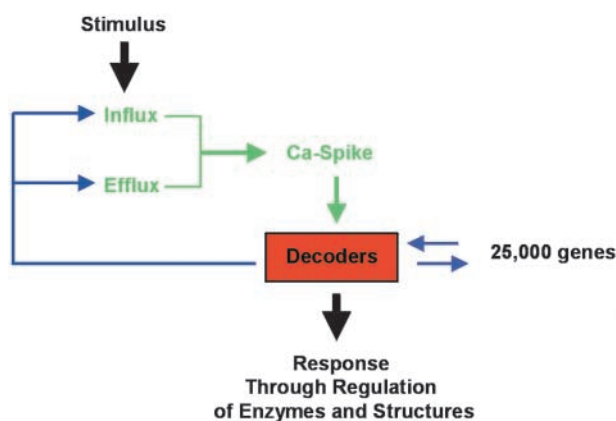 Stimulus
Influx
Efflux
Ca-Spike
Decoders
25,000 genes
Response
Through Regulation
of Enzymes and Structures